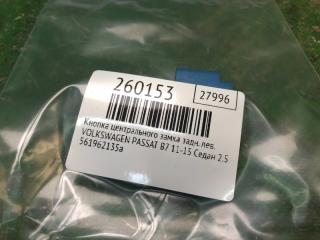 260153
27996
Кнопка центрального замка задн. лев.
VOLKSWAGEN PASSAT B7 11-15 Седан 2.5
561962135a